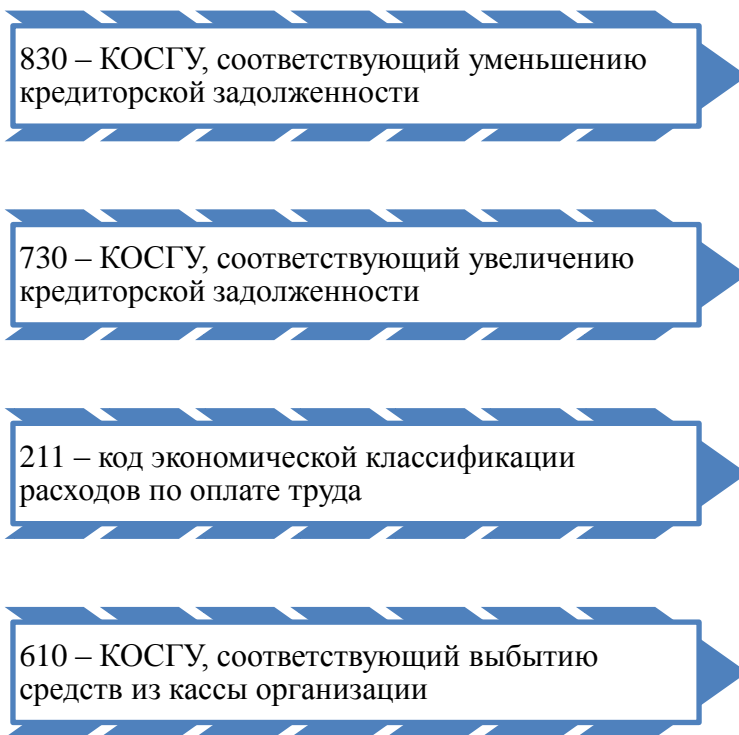 830 – КОСГУ, соответствующий уменьшению
кредиторской задолженности
730 – КОСГУ, соответствующий увеличению
кредиторской задолженности
211 – код экономической классификации
расходов по оплате труда
610 – КОСГУ, соответствующий выбытию
средств из кассы организации